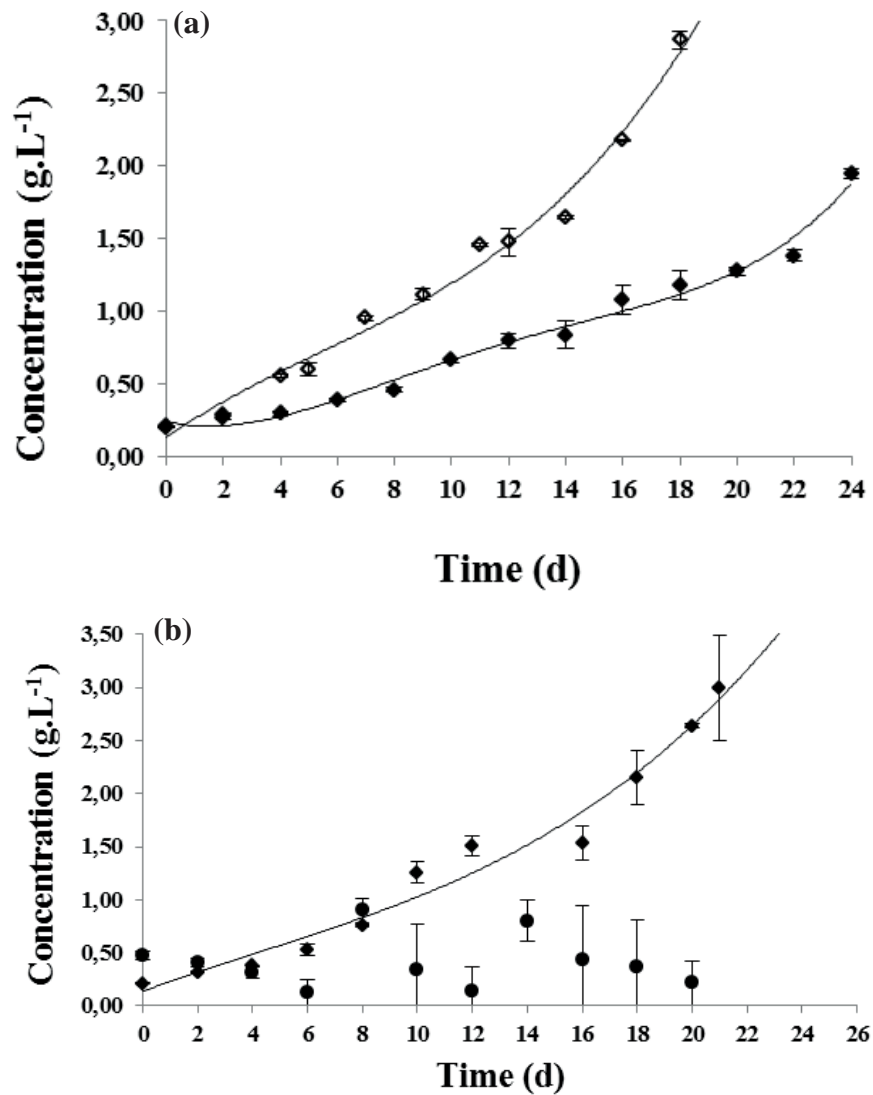 (a)
Concentration (g.L-1)
3,00
2,50
2,00
1,50
1,00
0,50
0,00
0 2 4 6 8 10 12 14 16 18 20 22 24
Time (d)
(b)
Concentration (g.L-1)
3,50
3,00
2,50
2,00
1,50
1,00
0,50
0,00
0 2 4 6 8 10 12 14 16 18 20 22 24 26
Time (d)